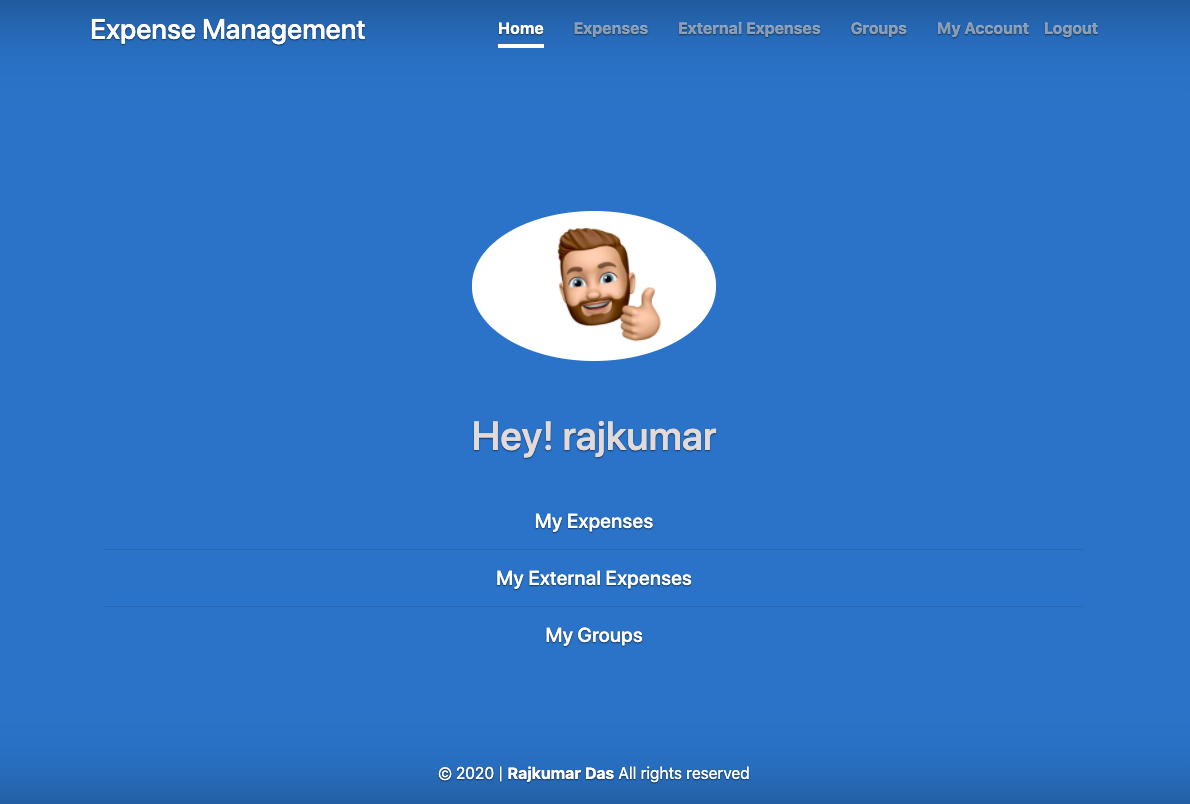 Expense Management
Home Expenses External Expenses Groups My Account Logout
Hey! rajkumar
My Expenses
My External Expenses
My Groups
© 2020 | Rajkumar Das All rights reserved